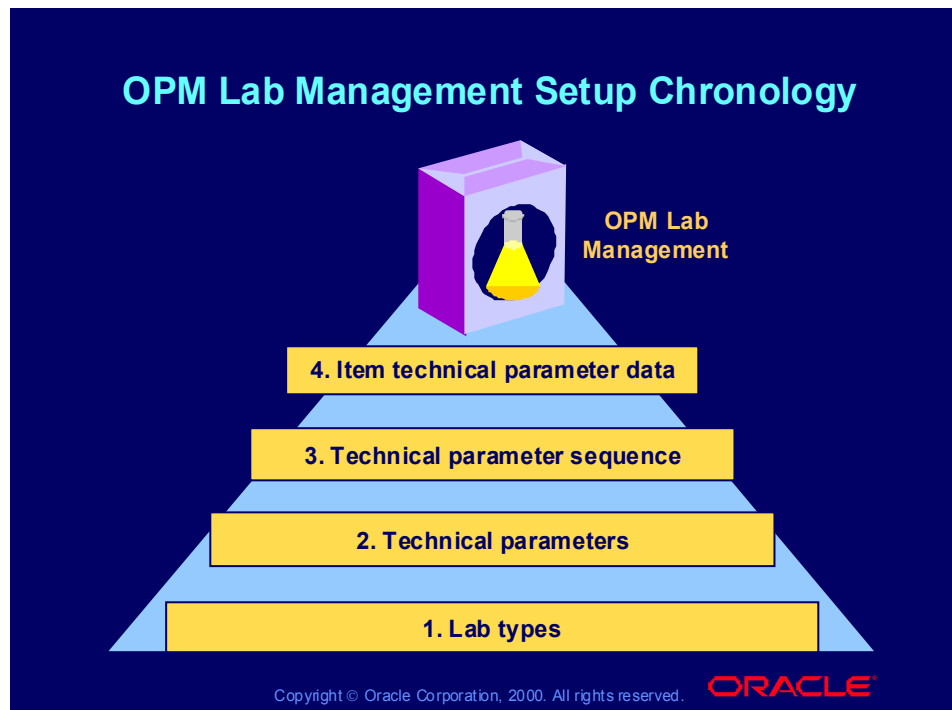 OPM Lab Management Setup Chronology
OPM Lab
Management
4. Item technical parameter data
3. Technical parameter sequence
2. Technical parameters
1. Lab types
Copyright © Oracle Corporation, 2000. All rights reserved.
ORACLE®